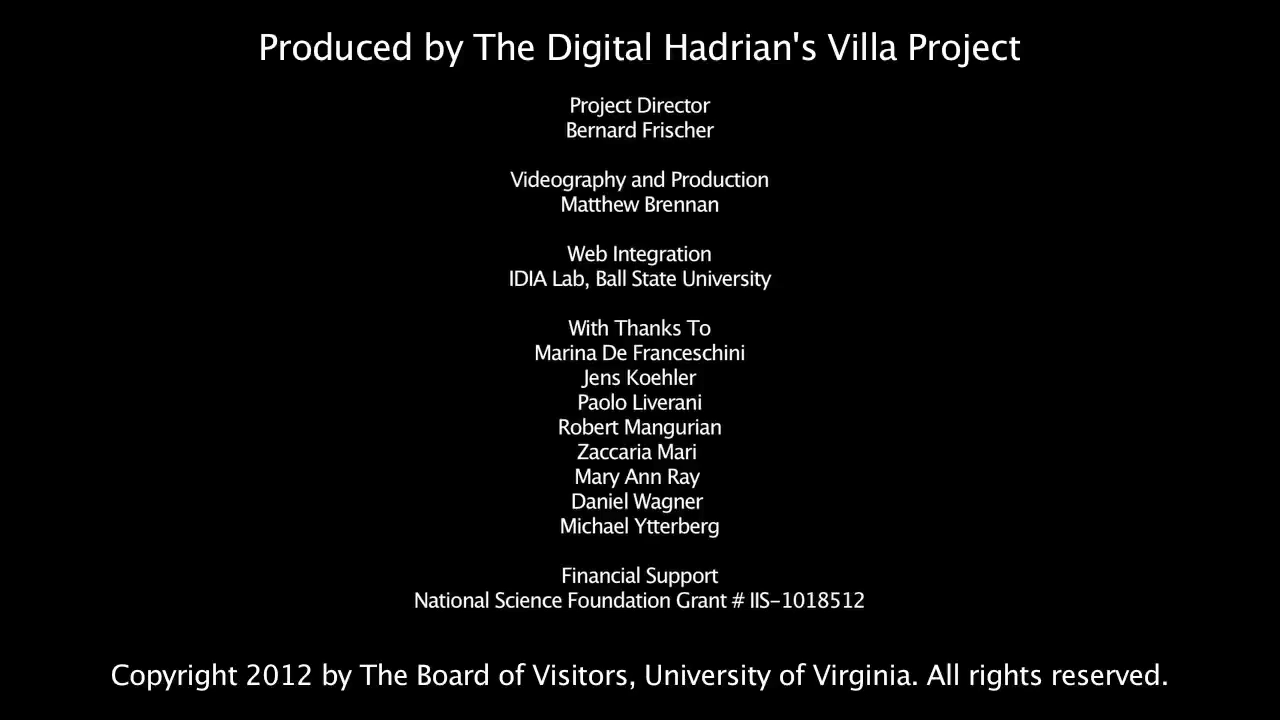 Produced by The Digital Hadrian's Villa Project
Project Director
Bernard Frischer
Videography and Production
Matthew Brennan
Web Integration
IDIA Lab, Ball State University
With Thanks To
Marina De Franceschini
Jens Koehler
Paolo Liverani
Robert Mangurian
Zaccaria Mari
Mary Ann Ray
Daniel Wagner
Michael Ytterberg
Financial Support
National Science Foundation Grant # IIS-1018512
Copyright 2012 by The Board of Visitors, University of Virginia. All rights reserved.